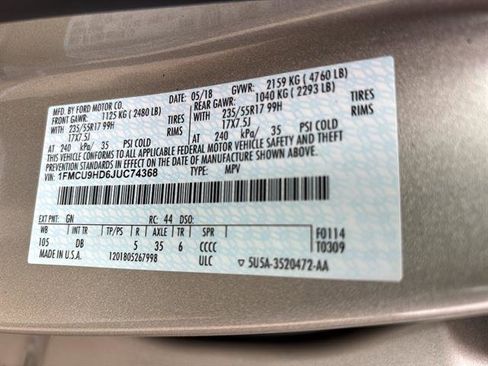 MFD. BY FORD MOTOR CO. DATE: 05/18 GVWR: 2159 KG (4760 LB)
FRONT GAWR: 1125 KG (2480 LB) REAR GAWR: 1040 KG (2293 LB)
WITH 235/55R17 99H TIRES WITH 235/55R17 99H TIRES
17X7.5J RIMS 17X7.5J RIMS
AT 240 kPa/ 35 PSI COLD AT 240 kPa/ 35 PSI COLD
THIS VEHICLE CONFORMS TO ALL APPLICABLE FEDERAL MOTOR VEHICLE SAFETY AND THEFT
PREVENTION STANDARDS IN EFFECT ON THE DATE OF MANUFACTURE SHOWN ABOVE.
VIN: 1FMCU9HD6JUC74368 TYPE: MPV
EXT PNT: GN RC: 44 DSO:
WB INT TR TP/PS R AXLE TR SPR F0114
105 DB 5 35 6 CCCC T0309
MADE IN U.S.A. 1201805267998 ULC ▽ 5U5A-3520472-AA